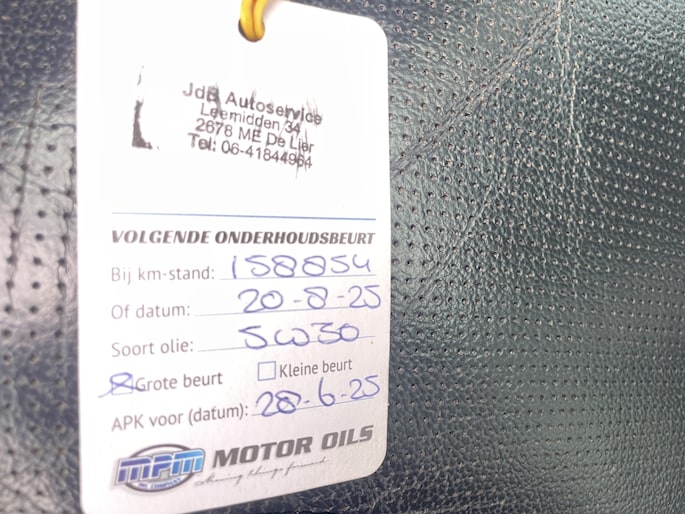 JdB Autoservice
Leemidden 34
2678 ME De Lier
Tel: 06-41844964
VOLGENDE ONDERHOUDSBEURT
Bij km-stand: 158854
Of datum: 20-8-25
Soort olie: 5W30
Grote beurt Kleine beurt
APK voor (datum): 28-6-25
MPM MOTOR OILS